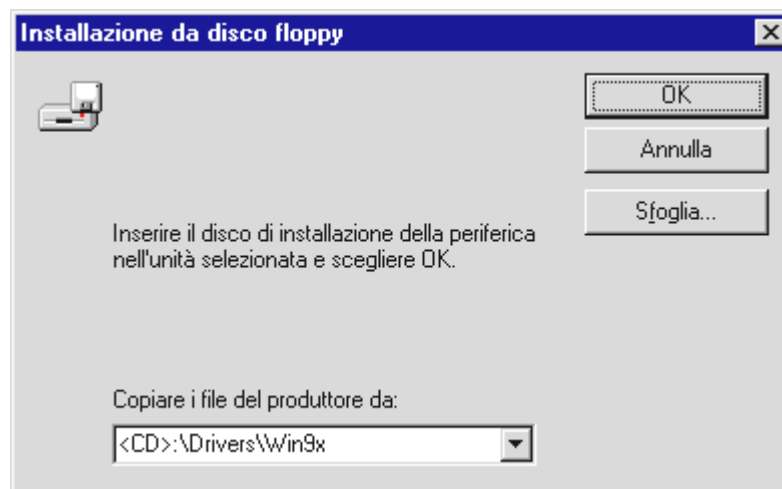 Installazione da disco floppy
OK
Annulla
Sfoglia...
Inserire il disco di installazione della periferica
nell'unità selezionata e scegliere OK.
Copiare i file del produttore da:
<CD>:\Drivers\Win9x